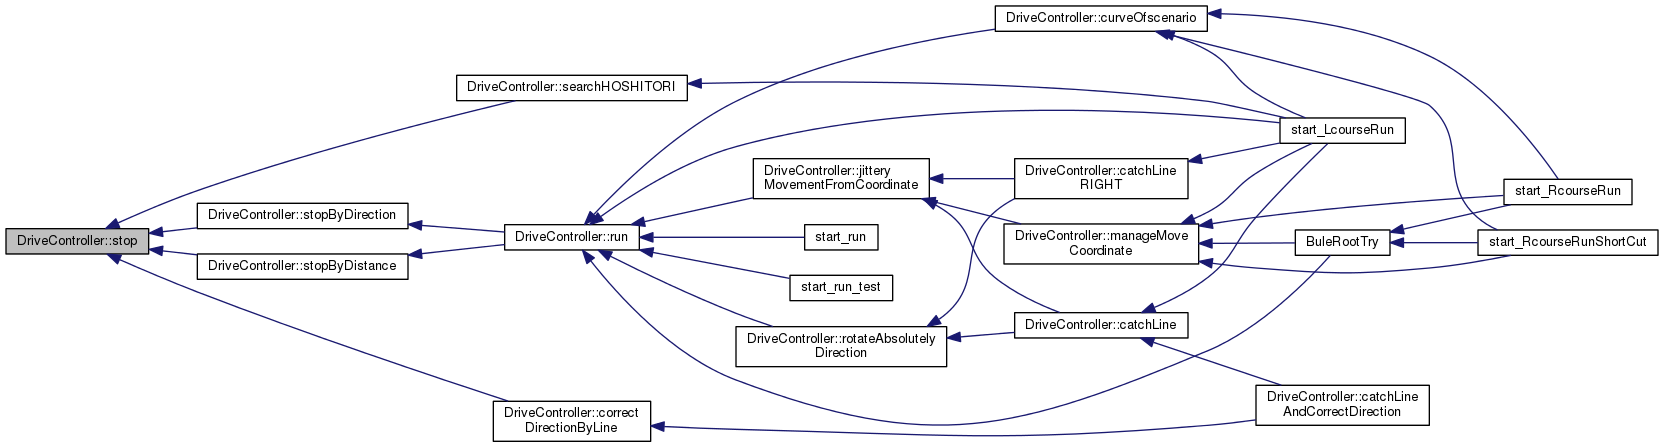 DriveController::stop
DriveController::searchHOSHITORI
DriveController::stopByDirection
DriveController::stopByDistance
DriveController::correct
DirectionByLine
DriveController::run
DriveController::curveOfscenario
DriveController::jittery
MovementFromCoordinate
start_run
start_run_test
DriveController::rotateAbsolutely
Direction
DriveController::catchLine
RIGHT
DriveController::manageMove
Coordinate
DriveController::catchLine
start_LcourseRun
BuleRootTry
DriveController::catchLine
AndCorrectDirection
start_RcourseRun
start_RcourseRunShortCut